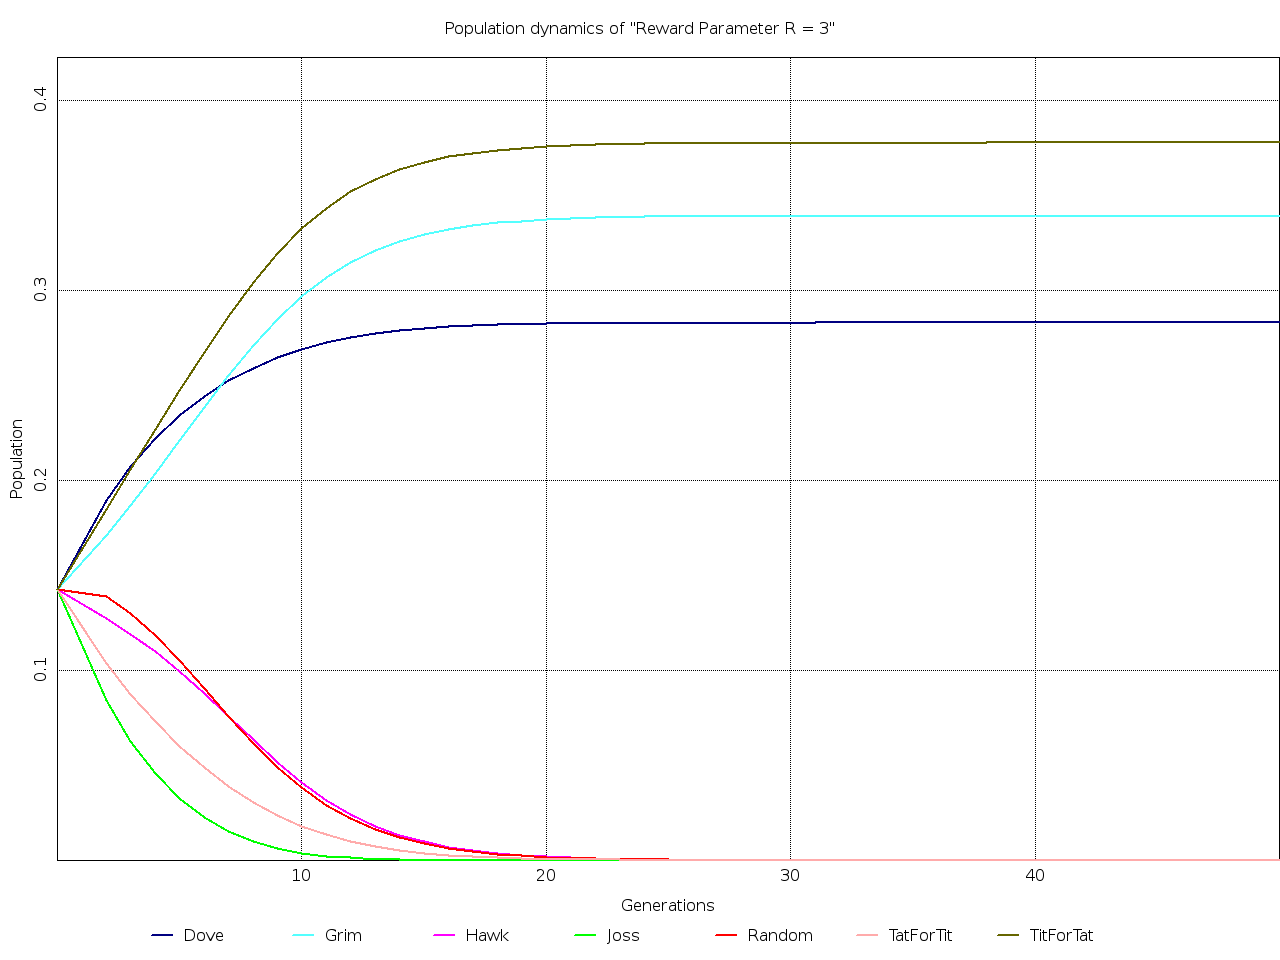 Population dynamics of "Reward Parameter R = 3"
0.4
0.3
0.2
0.1
Population
10 20 30 40
Generations
Dove Grim Hawk Joss Random TatForTit TitForTat